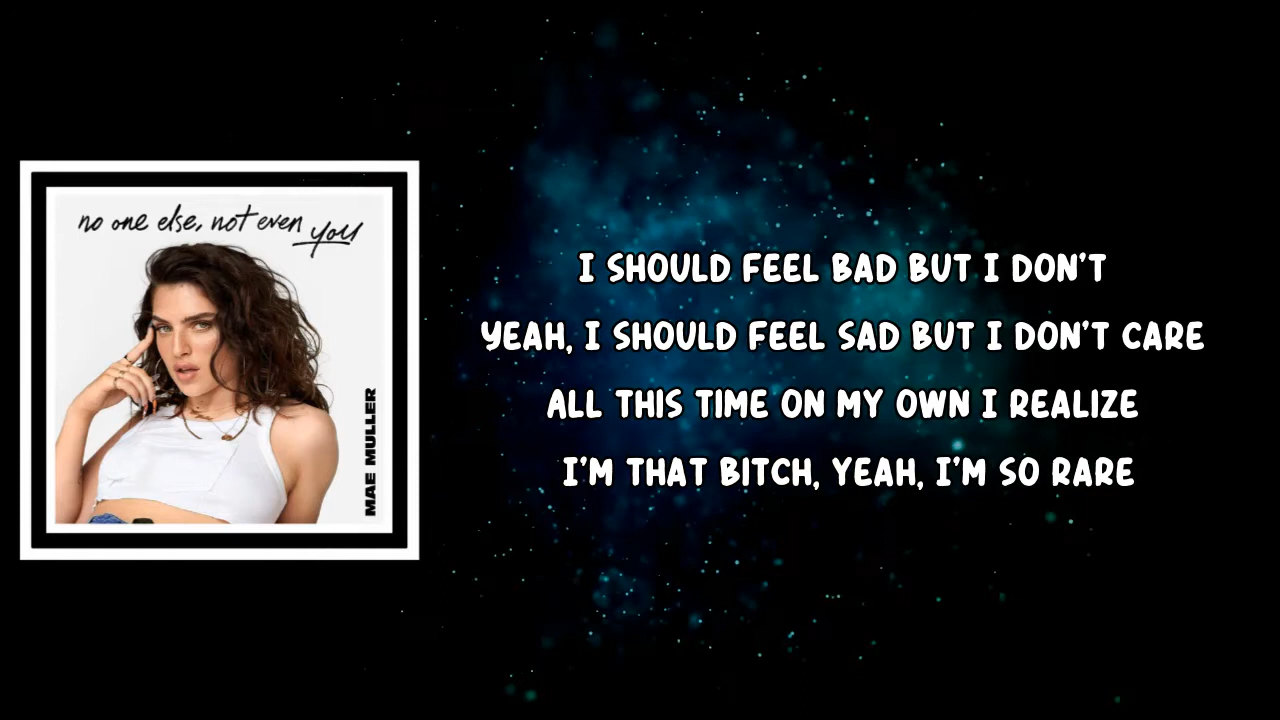 no one else, not even you
MAE MULLER
I SHOULD FEEL BAD BUT I DON'T
YEAH, I SHOULD FEEL SAD BUT I DON'T CARE
ALL THIS TIME ON MY OWN I REALIZE
I'M THAT BITCH, YEAH, I'M SO RARE